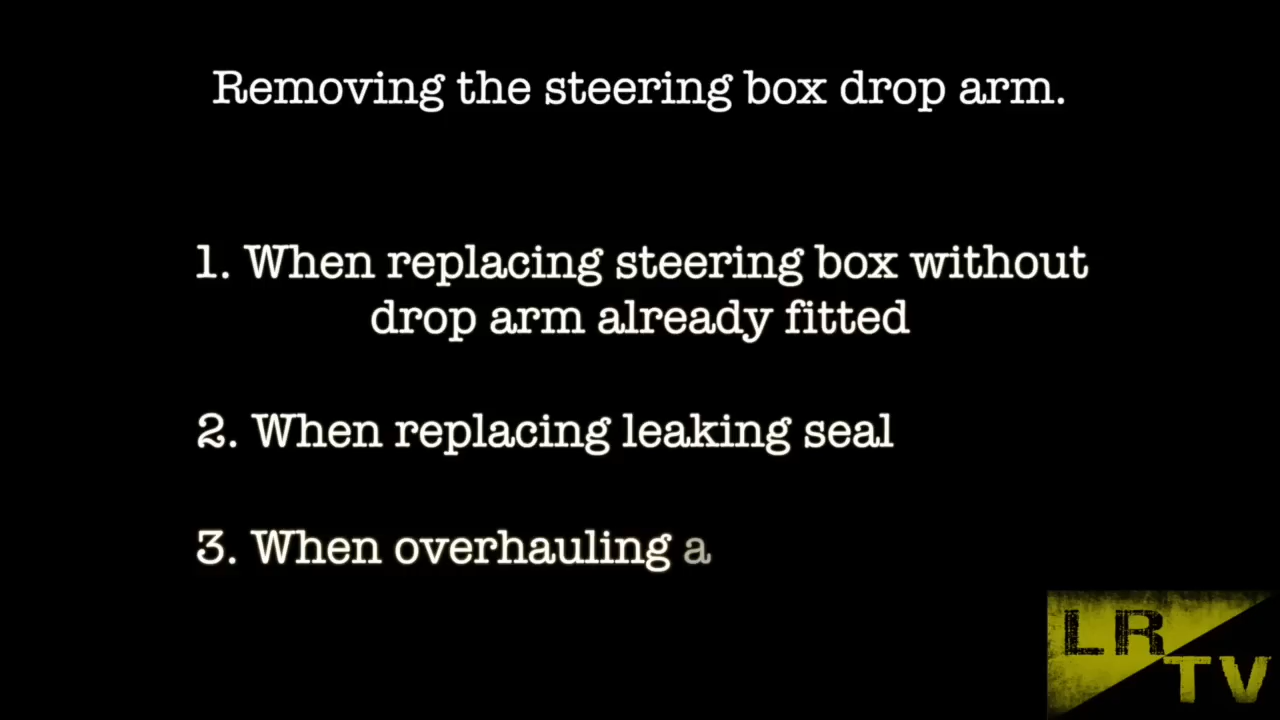 Removing the steering box drop arm.
1. When replacing steering box without
drop arm already fitted
2. When replacing leaking seal
3. When overhauling a
LR
TV